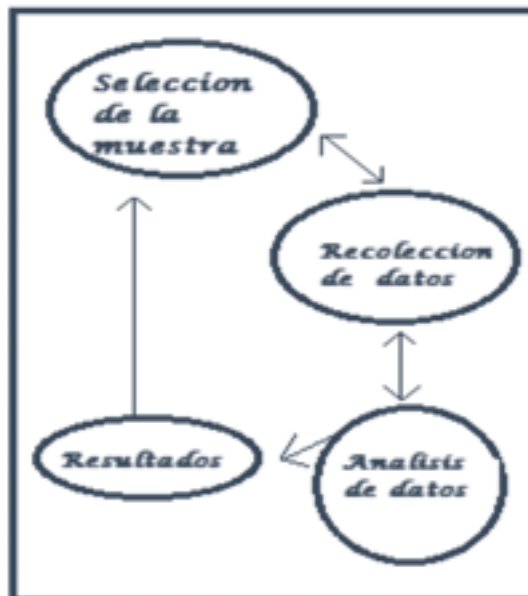 Seleccion
de la
muestra
Recoleccion
de datos
Analisis
de datos
Resultados